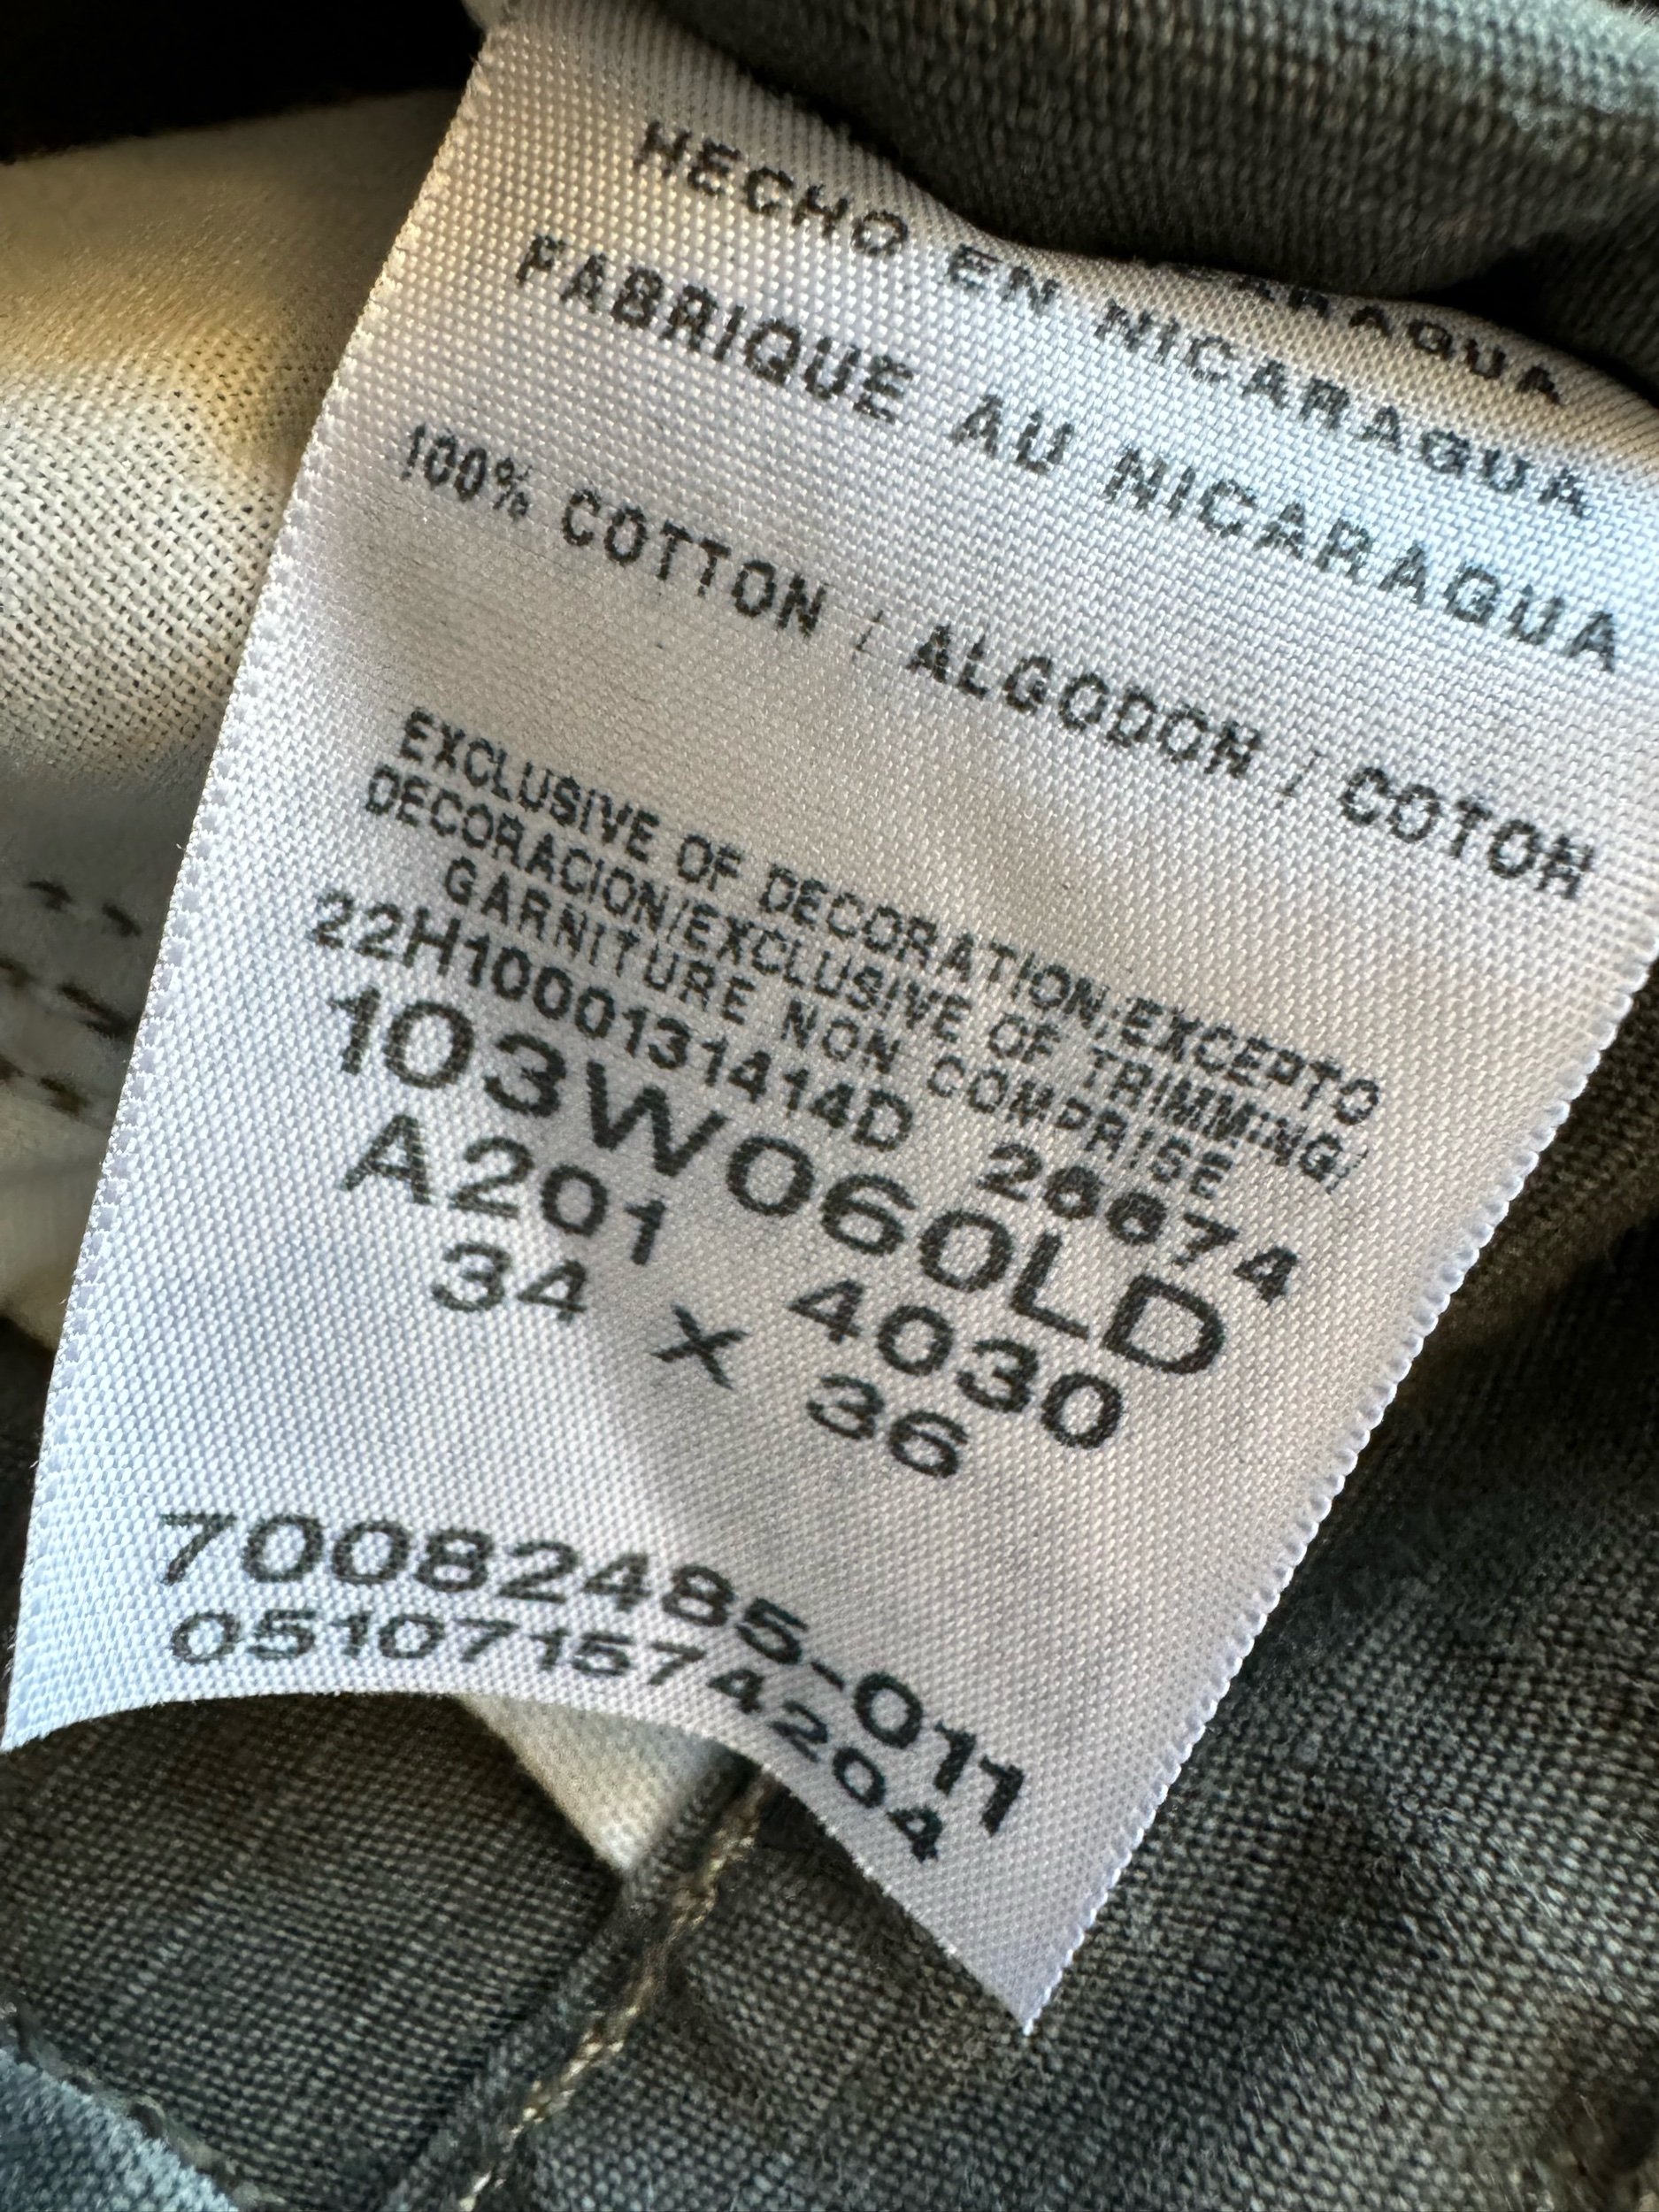 HECHO EN NICARAGUA
FABRIQUE AU NICARAGUA
100% COTTON / ALGODON / COTON
EXCLUSIVE OF DECORATION/EXCEPTO
DECORACION/EXCLUSIVE OF TRIMMING/
GARNITURE NON COMPRISE
22H1000131414D 26674
103W060LD
A201 4030
34 X 36
70082485-011
051071574204